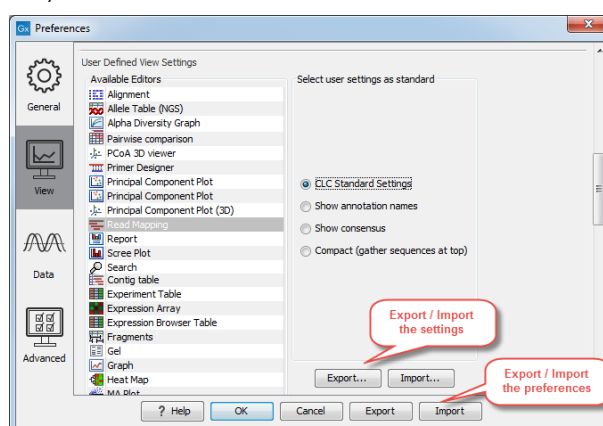 Gx Preferences
User Defined View Settings
Available Editors
Select user settings as standard
General
View
Data
Advanced
Alignment
Allele Table (NGS)
Alpha Diversity Graph
Pairwise comparison
PCoA 3D viewer
Primer Designer
Principal Component Plot
Principal Component Plot
Principal Component Plot (3D)
Read Mapping
Report
Scree Plot
Search
Contig table
Experiment Table
Expression Array
Expression Browser Table
Fragments
Gel
Graph
Heat Map
MA Plot
CLC Standard Settings
Show annotation names
Show consensus
Compact (gather sequences at top)
Export / Import
the settings
Export...
Import...
Export / Import
the preferences
? Help
OK
Cancel
Export
Import